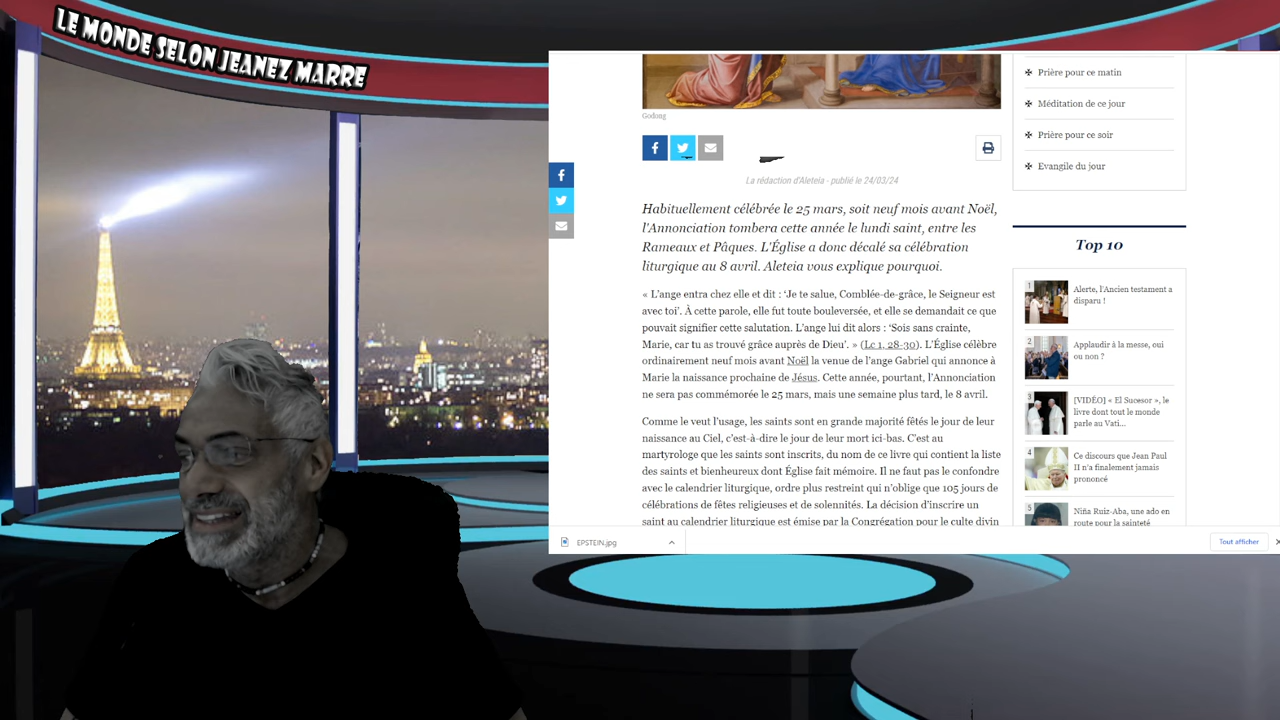 LE MONDE SELON JEANEZ MARRE
Godong
La rédaction d'Aleteia - publié le 24/03/24
Habituellement célébrée le 25 mars, soit neuf mois avant Noël,
l'Annonciation tombera cette année le lundi saint, entre les
Rameaux et Pâques. L'Église a donc décalé sa célébration
liturgique au 8 avril. Aleteia vous explique pourquoi.
« L'ange entra chez elle et dit : 'Je te salue, Comblée-de-grâce, le Seigneur est
avec toi'. À cette parole, elle fut toute bouleversée, et elle se demandait ce que
pouvait signifier cette salutation. L'ange lui dit alors : 'Sois sans crainte,
Marie, car tu as trouvé grâce auprès de Dieu'. » (Lc 1, 28-30). L'Église célèbre
ordinairement neuf mois avant Noël la venue de l'ange Gabriel qui annonce à
Marie la naissance prochaine de Jésus. Cette année, pourtant, l'Annonciation
ne sera pas commémorée le 25 mars, mais une semaine plus tard, le 8 avril.
Comme le veut l'usage, les saints sont en grande majorité fêtés le jour de leur
naissance au Ciel, c'est-à-dire le jour de leur mort ici-bas. C'est au
martyrologe que les saints sont inscrits, du nom de ce livre qui contient la liste
des saints et bienheureux dont Église fait mémoire. Il ne faut pas le confondre
avec le calendrier liturgique, ordre plus restreint qui n'oblige que 105 jours de
célébrations de fêtes religieuses et de solennités. La décision d'inscrire un
saint au calendrier liturgique est émise par la Congrégation pour le culte divin
Prière pour ce matin
Méditation de ce jour
Prière pour ce soir
Evangile du jour
Top 10
1
Alerte, l'Ancien testament a
disparu !
2
Applaudir à la messe, oui
ou non ?
3
[VIDÉO] « El Sucesor », le
livre dont tout le monde
parle au Vati...
4
Ce discours que Jean Paul
II n'a finalement jamais
prononcé
5
Niña Ruiz-Aba, une ado en
route pour la sainteté
EPSTEIN.jpg
Tout afficher